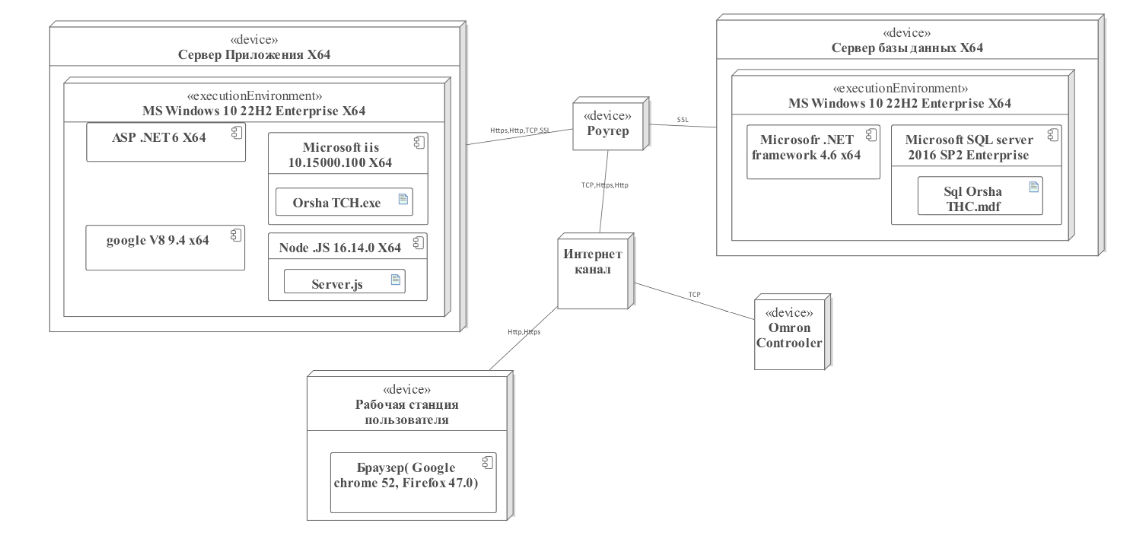 «device»
Сервер Приложения X64
«executionEnvironment»
MS Windows 10 22H2 Enterprise X64
ASP .NET6 X64
Microsoft iis
10.15000.100 X64
Orsha TCH.exe
google V8 9.4 x64
Node .JS 16.14.0 X64
Server.js
Https,Http,TCP,SSL
«device»
Роутер
SSL
«device»
Сервер базы данных X64
«executionEnvironment»
MS Windows 10 22H2 Enterprise X64
Microsofr .NET
framework 4.6 x64
Microsoft SQL server
2016 SP2 Enterprise
Sql Orsha
THC.mdf
TCP,Https,Http
Интернет
канал
TCP
«device»
Omron
Controoler
Http,Https
«device»
Рабочая станция
пользователя
Браузер( Google
chrome 52, Firefox 47.0)